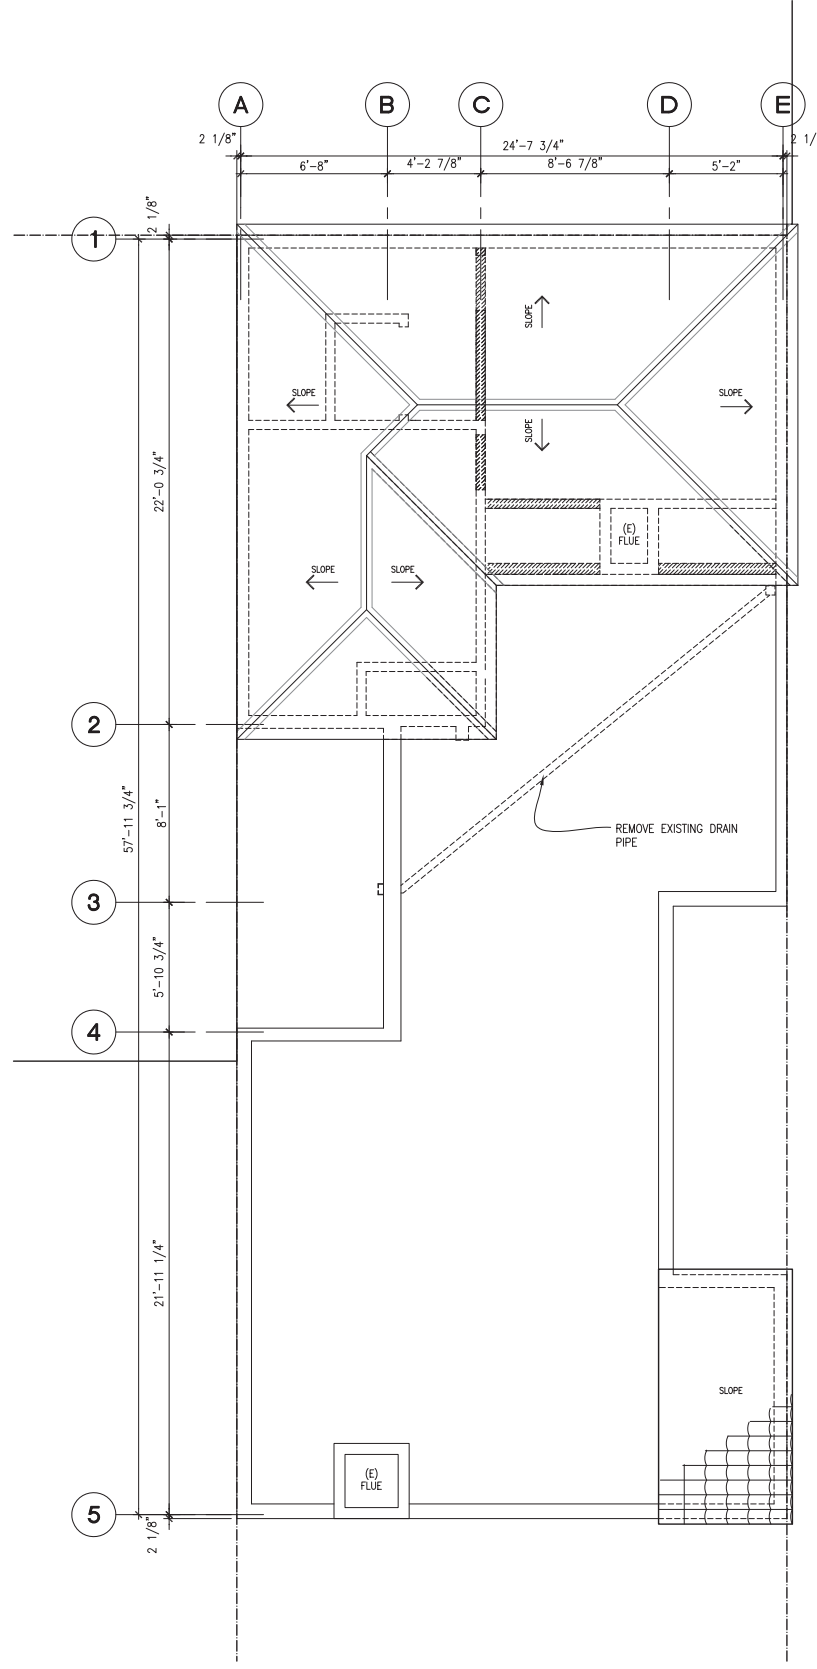 A
B
C
D
E
2 1/8"
24'-7 3/4"
2 1/
6'-8"
4'-2 7/8"
8'-6 7/8"
5'-2"
2 1/8"
1
SLOPE
SLOPE
SLOPE
SLOPE
22'-0 3/4"
(E)
FLUE
SLOPE
SLOPE
2
57'-11 3/4"
8'-1"
REMOVE EXISTING DRAIN
PIPE
3
5'-10 3/4"
4
21'-11 1/4"
SLOPE
(E)
FLUE
5
2 1/8"